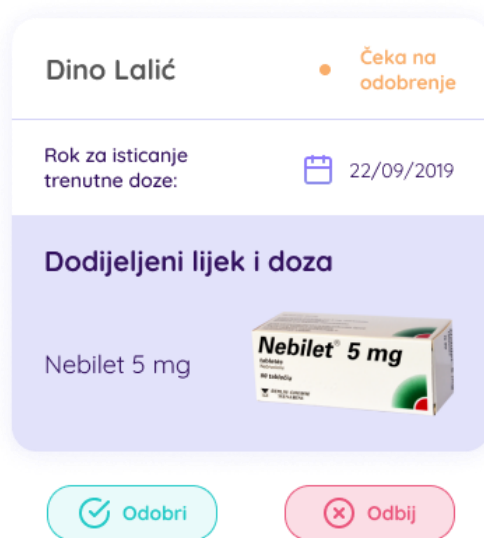 Dino Lalić
Čeka na
odobrenje
Rok za isticanje
trenutne doze:
22/09/2019
Dodijeljeni lijek i doza
Nebilet 5 mg
Nebilet® 5 mg
tablete
Odobri
Odbij